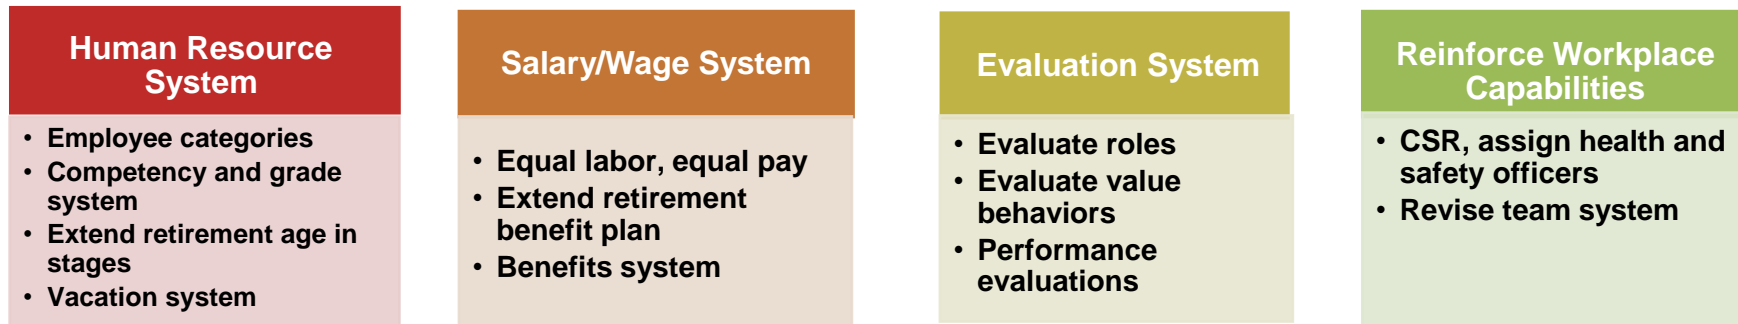 Human Resource
System
• Employee categories
• Competency and grade
system
• Extend retirement age in
stages
• Vacation system
Salary/Wage System
• Equal labor, equal pay
• Extend retirement
benefit plan
• Benefits system
Evaluation System
• Evaluate roles
• Evaluate value
behaviors
• Performance
evaluations
Reinforce Workplace
Capabilities
• CSR, assign health and
safety officers
• Revise team system